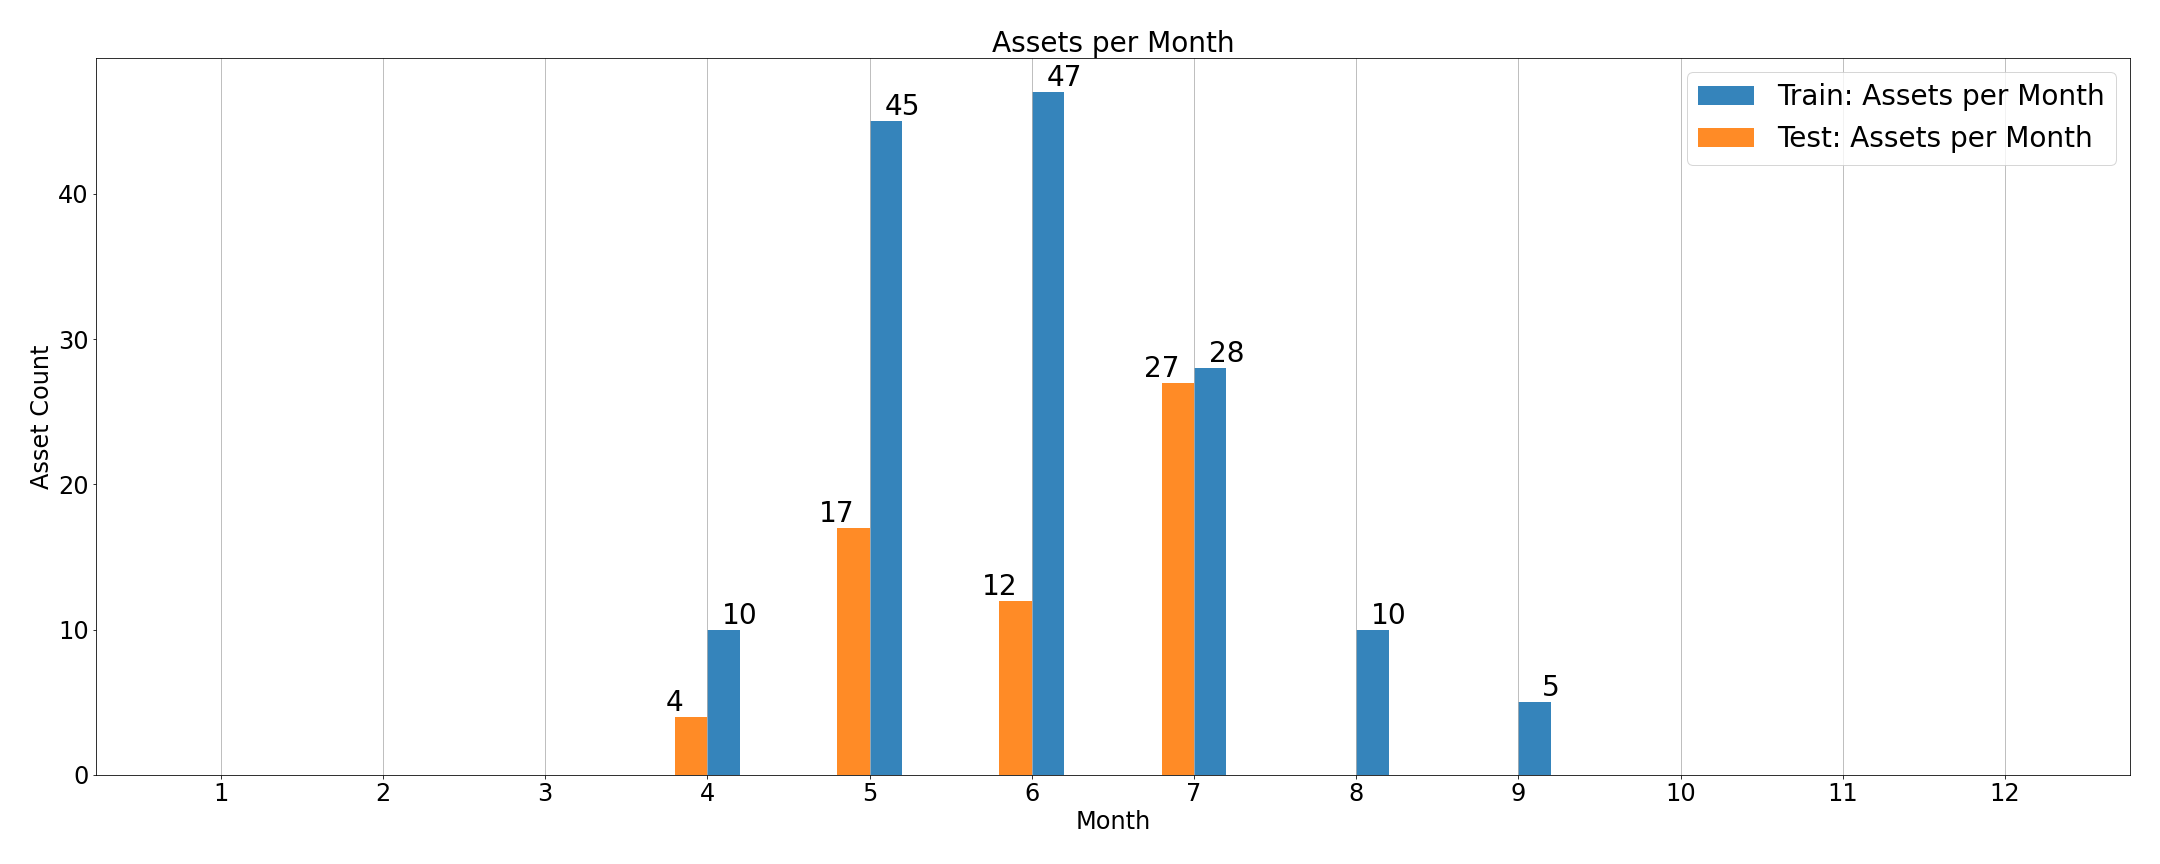 Assets per Month
Train: Assets per Month
Test: Assets per Month
Asset Count
40
30
20
10
0
4
10
17
45
12
47
27
28
10
5
1 2 3 4 5 6 7 8 9 10 11 12
Month